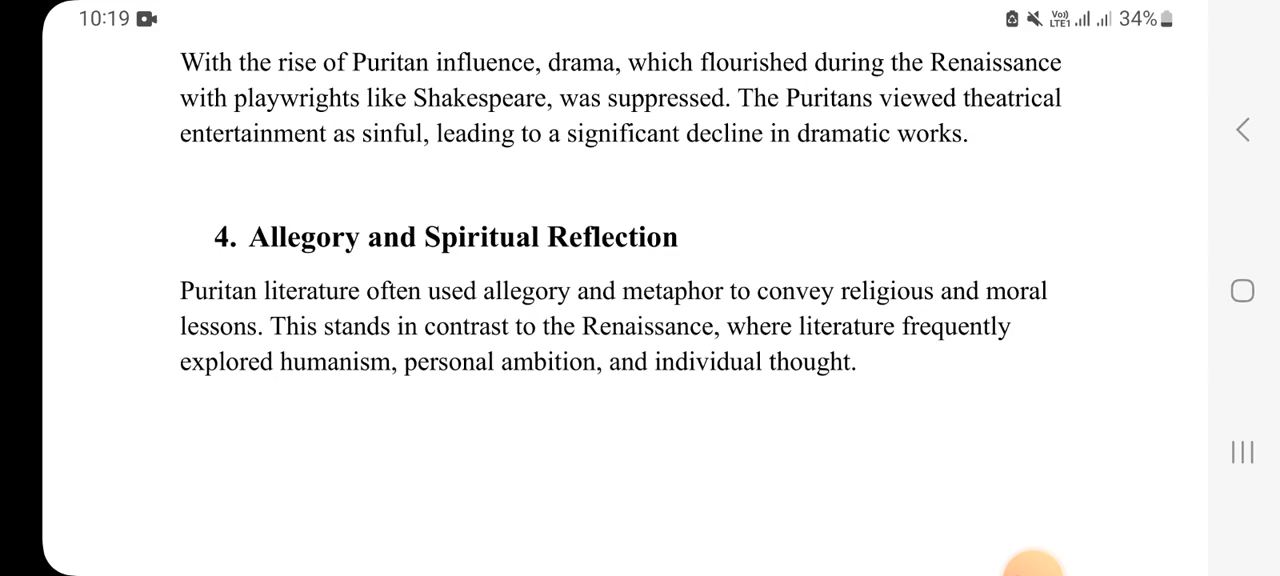 10:19
Vo)) LTE1 34%
With the rise of Puritan influence, drama, which flourished during the Renaissance
with playwrights like Shakespeare, was suppressed. The Puritans viewed theatrical
entertainment as sinful, leading to a significant decline in dramatic works.
4. Allegory and Spiritual Reflection
Puritan literature often used allegory and metaphor to convey religious and moral
lessons. This stands in contrast to the Renaissance, where literature frequently
explored humanism, personal ambition, and individual thought.